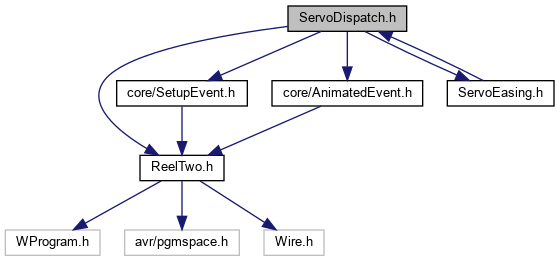 ServoDispatch.h
core/SetupEvent.h
core/AnimatedEvent.h
ServoEasing.h
ReelTwo.h
WProgram.h
avr/pgmspace.h
Wire.h